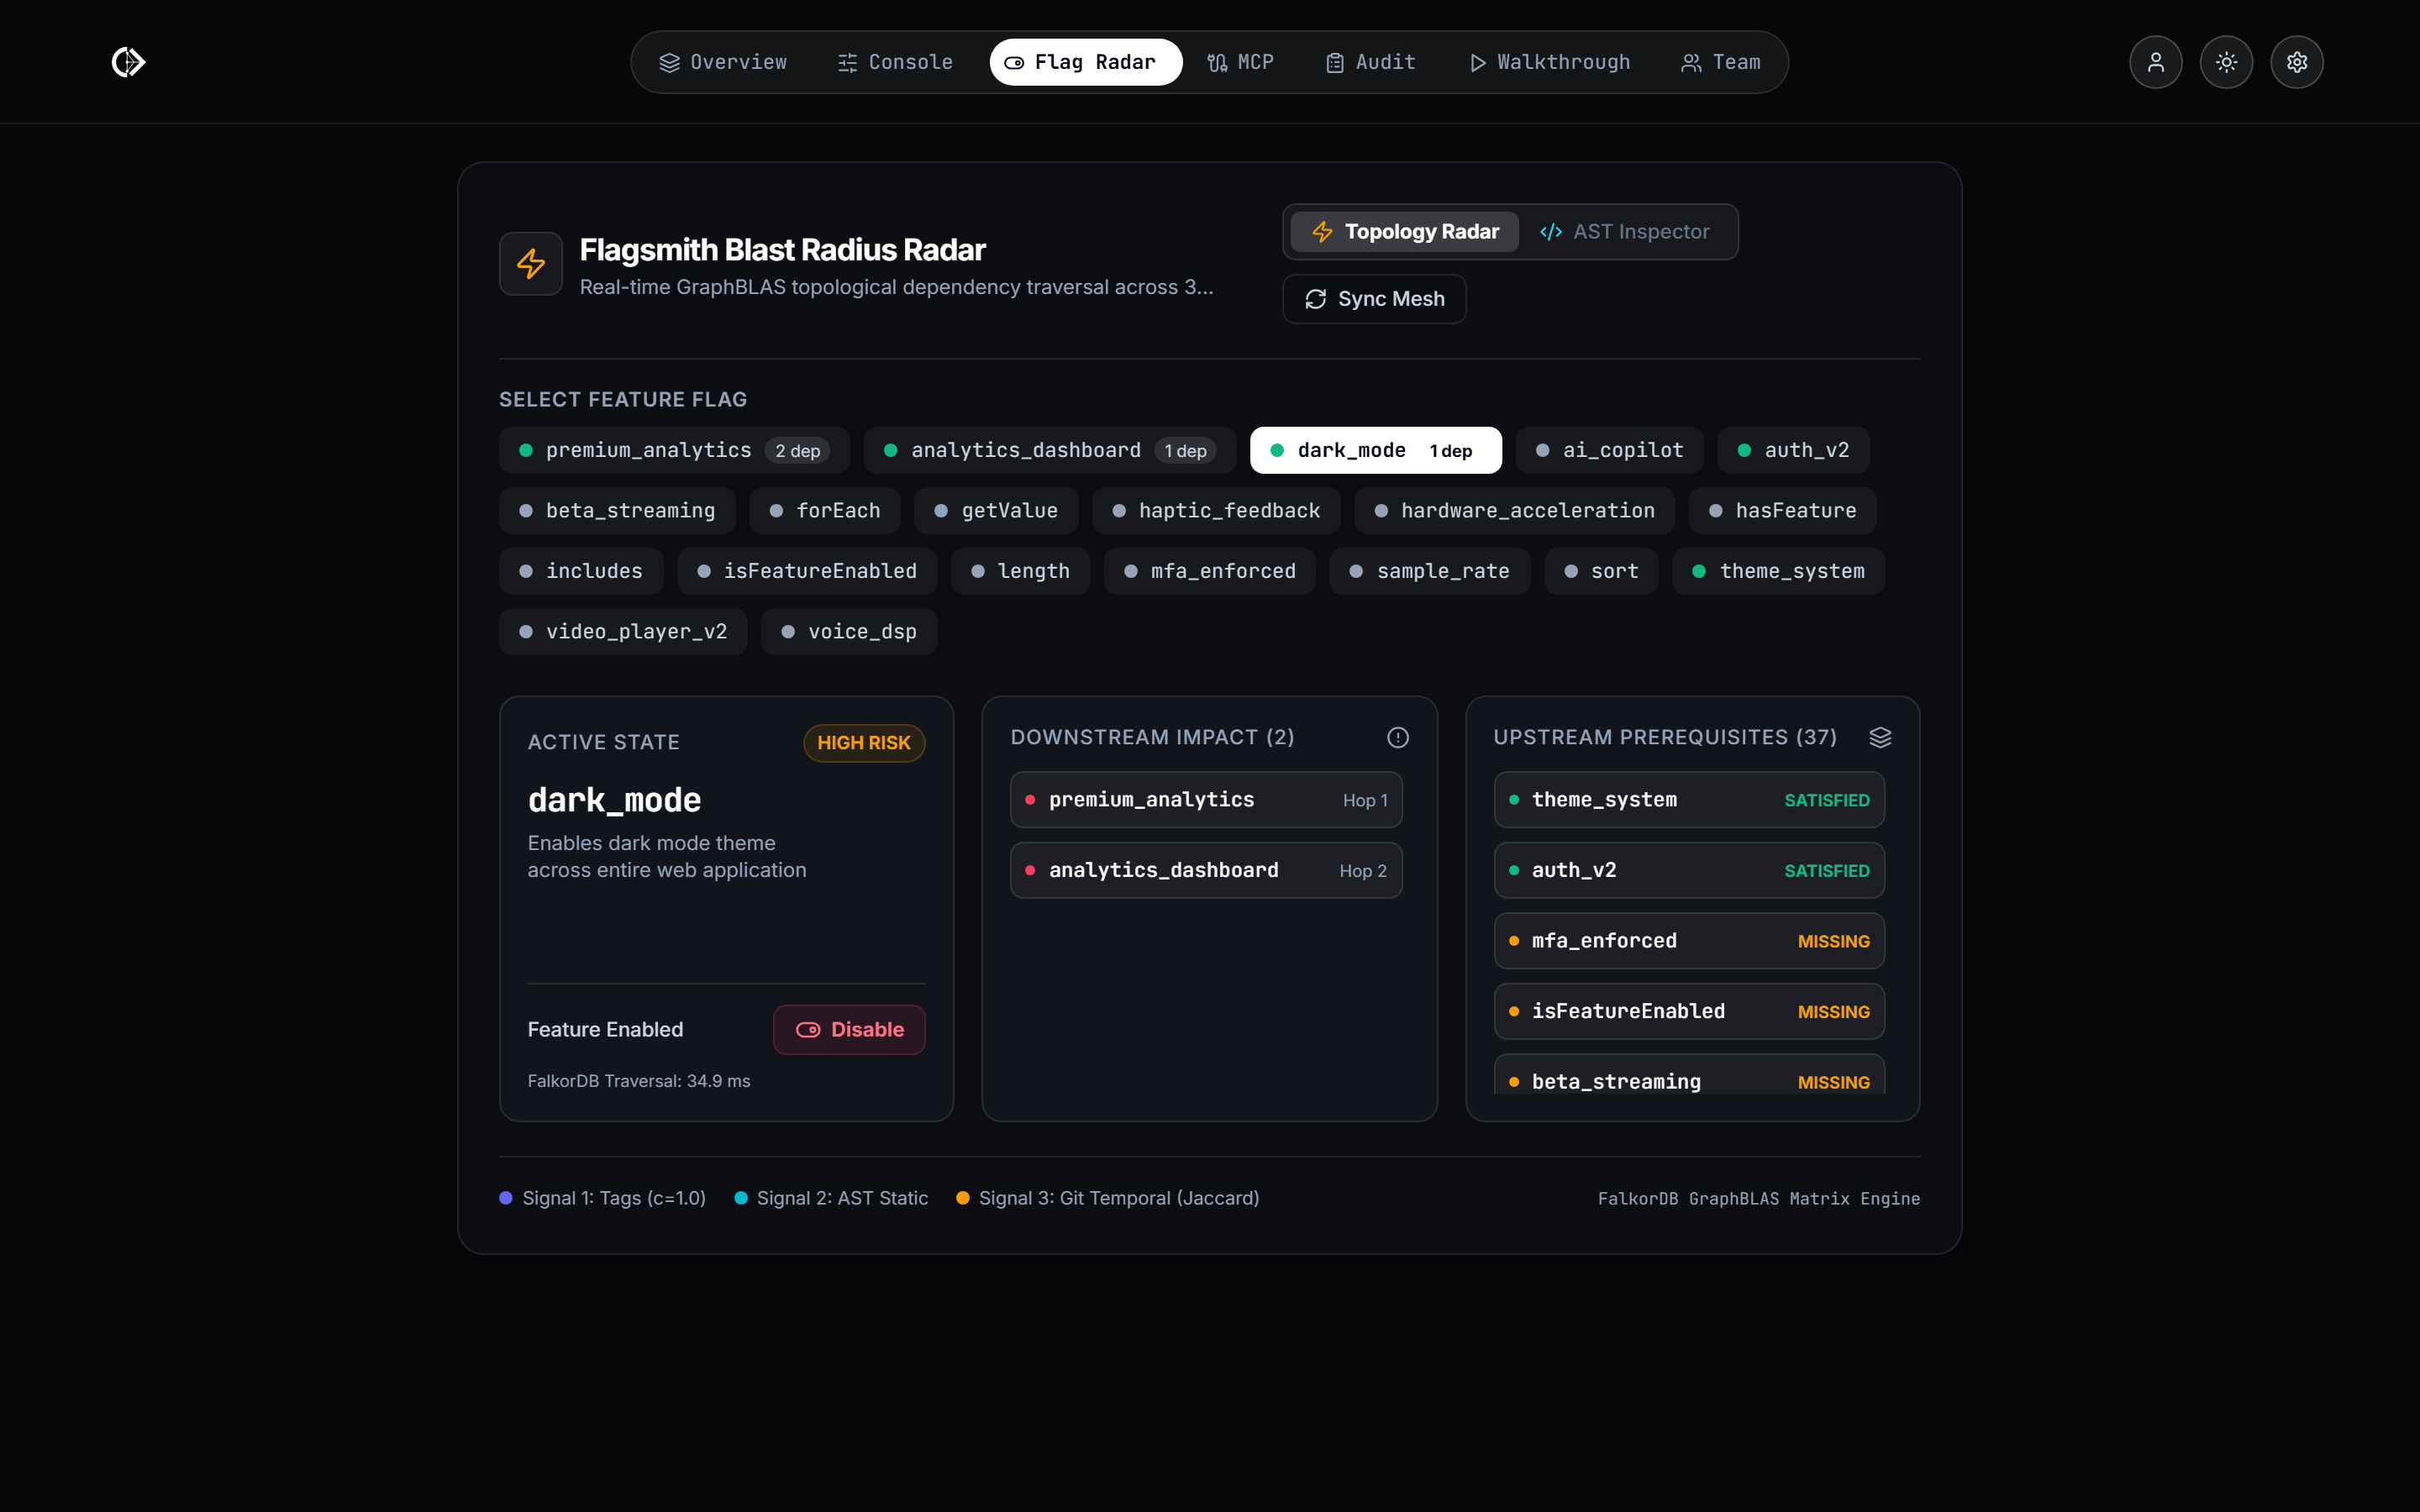 Overview Console Flag Radar MCP Audit Walkthrough Team
Flagsmith Blast Radius Radar
Real-time GraphBLAS topological dependency traversal across 3...
Topology Radar AST Inspector
Sync Mesh
SELECT FEATURE FLAG
premium_analytics 2 dep analytics_dashboard 1 dep dark_mode 1 dep ai_copilot auth_v2
beta_streaming forEach getValue haptic_feedback hardware_acceleration hasFeature
includes isFeatureEnabled length mfa_enforced sample_rate sort theme_system
video_player_v2 voice_dsp
ACTIVE STATE HIGH RISK
dark_mode
Enables dark mode theme
across entire web application
Feature Enabled Disable
FalkorDB Traversal: 34.9 ms
DOWNSTREAM IMPACT (2)
premium_analytics Hop 1
analytics_dashboard Hop 2
UPSTREAM PREREQUISITES (37)
theme_system SATISFIED
auth_v2 SATISFIED
mfa_enforced MISSING
isFeatureEnabled MISSING
beta_streaming MISSING
Signal 1: Tags (c=1.0) Signal 2: AST Static Signal 3: Git Temporal (Jaccard)
FalkorDB GraphBLAS Matrix Engine